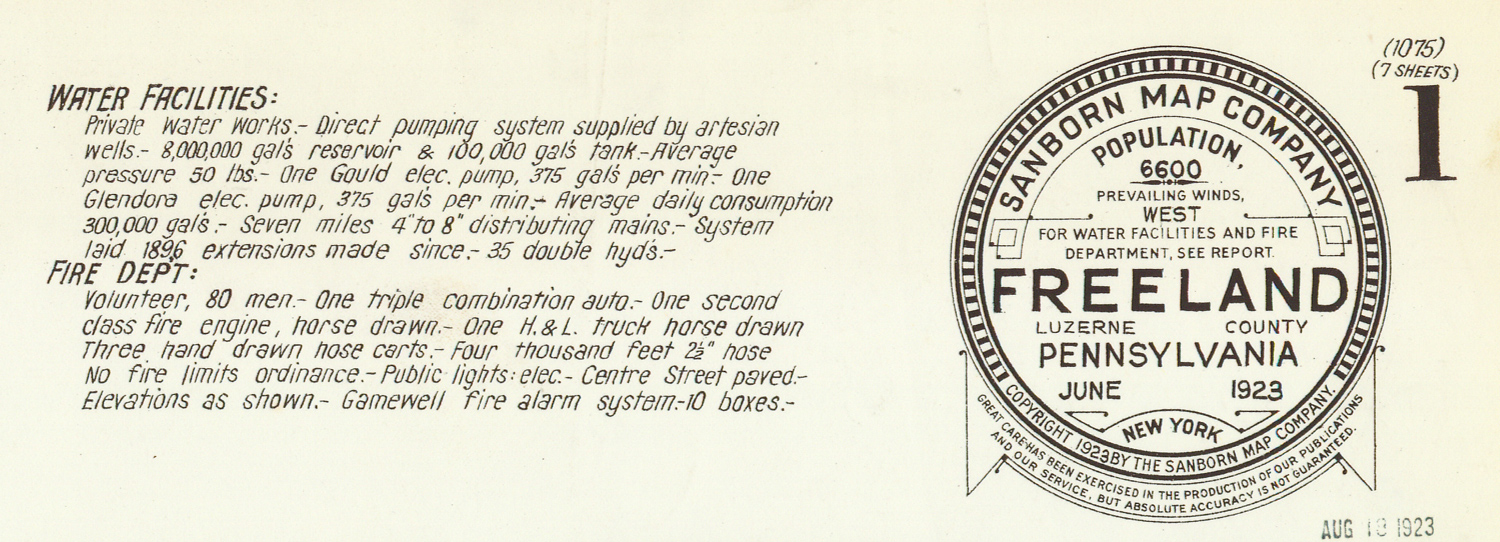 WATER FACILITIES:
Private Water Works.- Direct pumping system supplied by artesian
wells.- 8,000,000 gal's reservoir & 100,000 gal's tank.-Average
pressure 50 lbs.- One Gould elec. pump, 375 gal's per min.- One
Glendora elec. pump, 375 gal's per min.- Average daily consumption
300,000 gal's.- Seven miles 4" to 8" distributing mains.- System
laid 1896 extensions made since.- 35 double hyd's.-
FIRE DEPT:
Volunteer, 80 men.- One triple combination auto.- One second
class fire engine, horse drawn.- One H.&L. truck horse drawn
Three hand drawn hose carts.- Four thousand feet 2½" hose
No fire limits ordinance.- Public lights: elec.- Centre Street paved.-
Elevations as shown.- Gamewell fire alarm system.-10 boxes.-
(1075)
(7 SHEETS)
1
SANBORN MAP COMPANY
POPULATION,
6600
PREVAILING WINDS,
WEST
FOR WATER FACILITIES AND FIRE
DEPARTMENT, SEE REPORT.
FREELAND
LUZERNE COUNTY
PENNSYLVANIA
JUNE 1923
NEW YORK
COPYRIGHT 1923 BY THE SANBORN MAP COMPANY.
GREAT CARE HAS BEEN EXERCISED IN THE PRODUCTION OF OUR PUBLICATIONS
AND OUR SERVICE, BUT ABSOLUTE ACCURACY IS NOT GUARANTEED.
AUG 1923